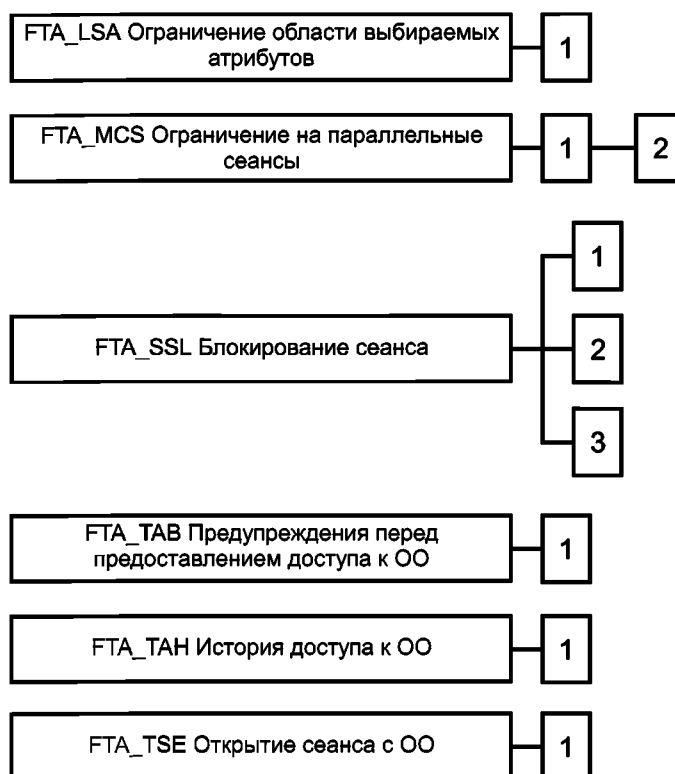 FTA_LSA Ограничение области выбираемых
атрибутов
1
FTA_MCS Ограничение на параллельные
сеансы
1
2
1
FTA_SSL Блокирование сеанса
2
3
FTA_TAB Предупреждения перед
предоставлением доступа к ОО
1
FTA_TAH История доступа к ОО
1
FTA_TSE Открытие сеанса с ОО
1